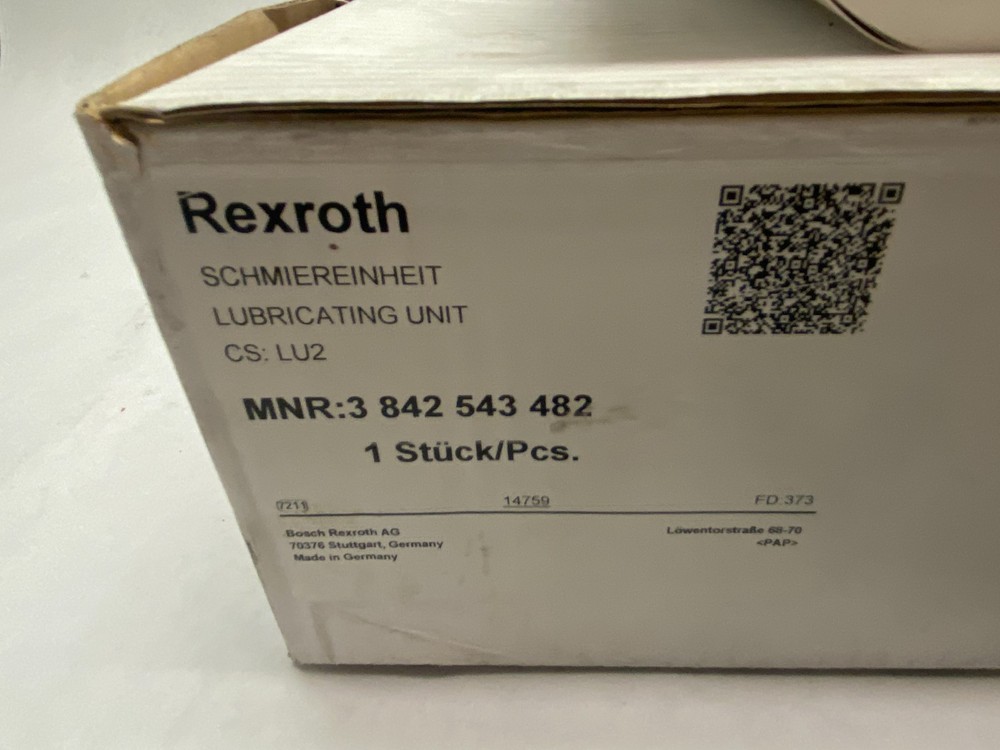 Rexroth
SCHMIEREINHEIT
LUBRICATING UNIT
CS: LU2
MNR:3 842 543 482
1 Stück/Pcs.
14759 FD.373
Bosch Rexroth AG Löwentorstraße 68-70
70376 Stuttgart, Germany <PAP>
Made in Germany